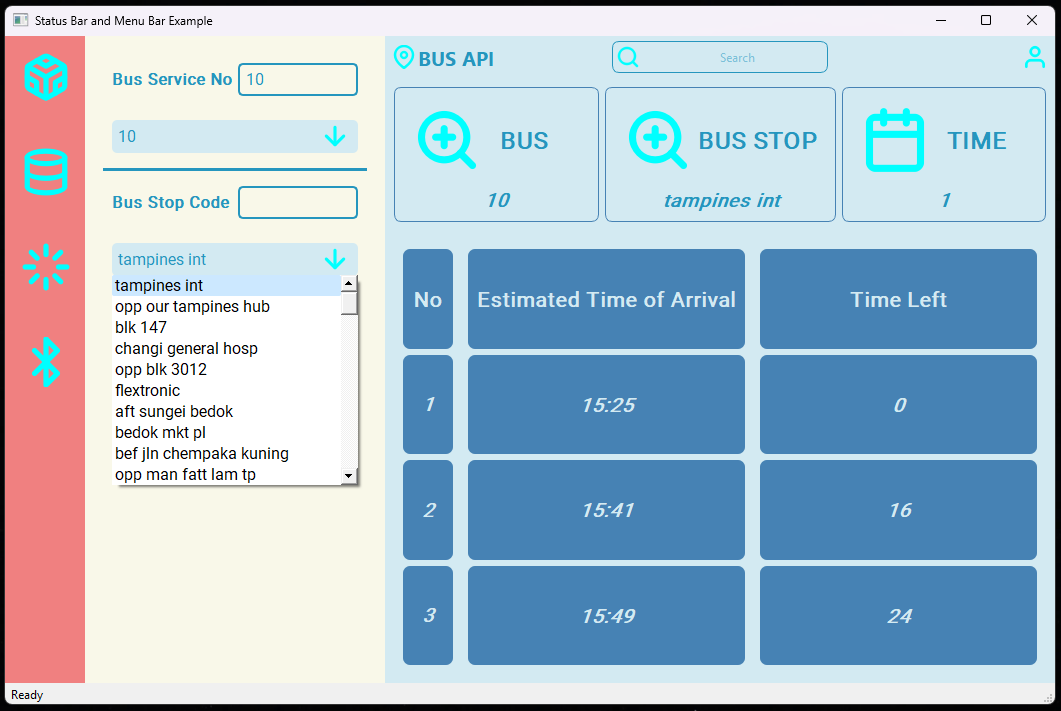 Status Bar and Menu Bar Example
Bus Service No 10
10
Bus Stop Code
tampines int
tampines int
opp our tampines hub
blk 147
changi general hosp
opp blk 3012
flextronic
aft sungei bedok
bedok mkt pl
bef jln chempaka kuning
opp man fatt lam tp
BUS API
Search
BUS
10
BUS STOP
tampines int
TIME
1
No Estimated Time of Arrival Time Left
1 15:25 0
2 15:41 16
3 15:49 24
Ready